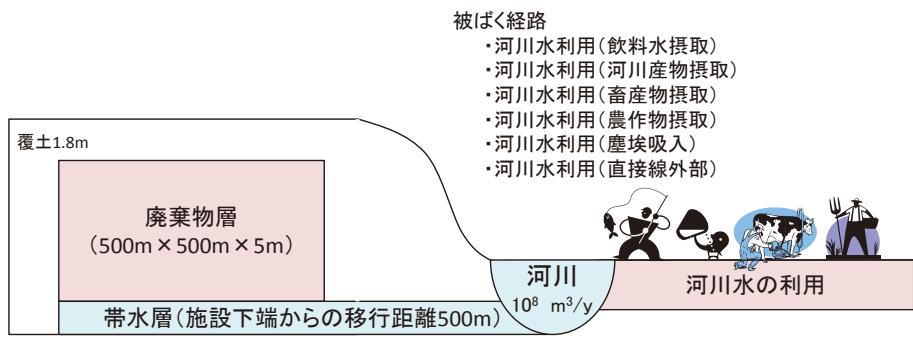 被ばく経路
・河川水利用(飲料水摂取)
・河川水利用(河川産物摂取)
・河川水利用(畜産物摂取)
・河川水利用(農作物摂取)
・河川水利用(塵埃吸入)
・河川水利用(直接線外部)
覆土1.8m
廃棄物層
(500m×500m×5m)
河川
10⁸ m³/y
河川水の利用
帯水層(施設下端からの移行距離500m)